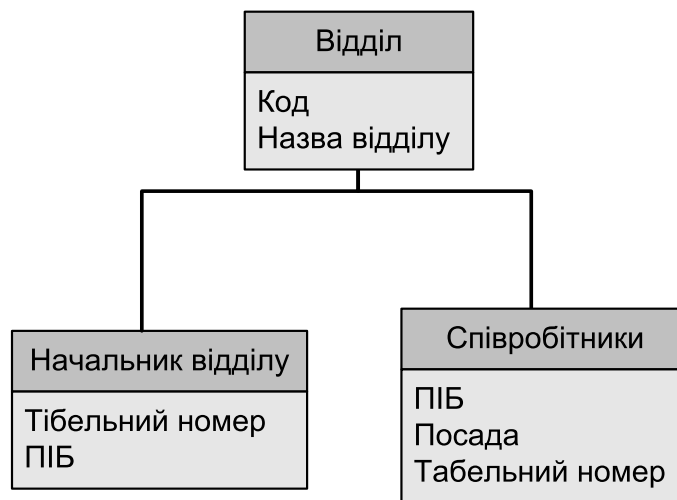 Відділ
Код
Назва відділу
Начальник відділу
Тібельний номер
ПІБ
Співробітники
ПІБ
Посада
Табельний номер